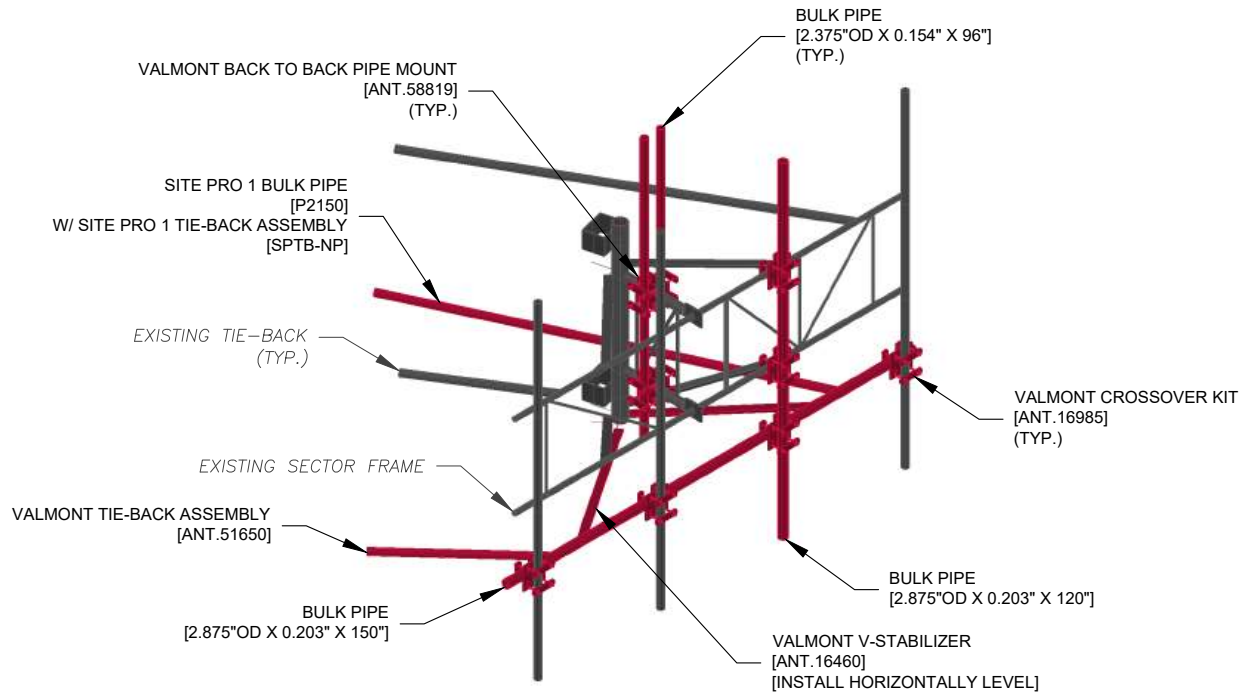 BULK PIPE
[2.375"OD X 0.154" X 96"]
(TYP.)
VALMONT BACK TO BACK PIPE MOUNT
[ANT.58819]
(TYP.)
SITE PRO 1 BULK PIPE
[P2150]
W/ SITE PRO 1 TIE-BACK ASSEMBLY
[SPTB-NP]
EXISTING TIE-BACK
(TYP.)
VALMONT CROSSOVER KIT
[ANT.16985]
(TYP.)
EXISTING SECTOR FRAME
VALMONT TIE-BACK ASSEMBLY
[ANT.51650]
BULK PIPE
[2.875"OD X 0.203" X 150"]
BULK PIPE
[2.875"OD X 0.203" X 120"]
VALMONT V-STABILIZER
[ANT.16460]
[INSTALL HORIZONTALLY LEVEL]